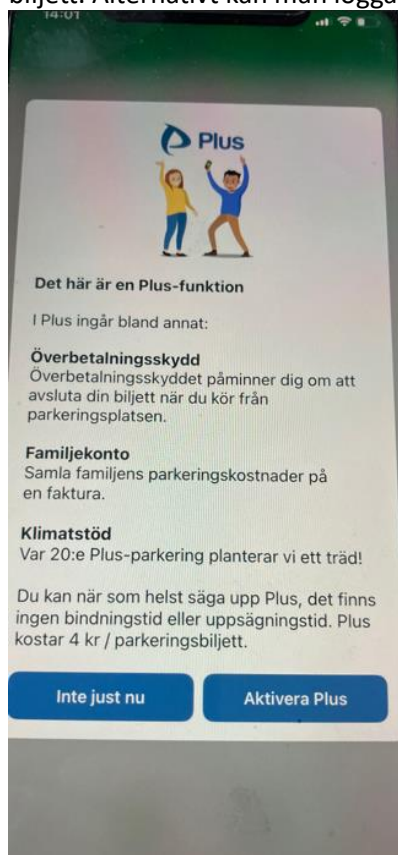 biljett. Alternativt kan man logga
14:01
Plus
Det här är en Plus-funktion
I Plus ingår bland annat:
Överbetalningsskydd
Överbetalningsskyddet påminner dig om att
avsluta din biljett när du kör från
parkeringsplatsen.
Familjekonto
Samla familjens parkeringskostnader på
en faktura.
Klimatstöd
Var 20:e Plus-parkering planterar vi ett träd!
Du kan när som helst säga upp Plus, det finns
ingen bindningstid eller uppsägningstid. Plus
kostar 4 kr / parkeringsbiljett.
Inte just nu
Aktivera Plus